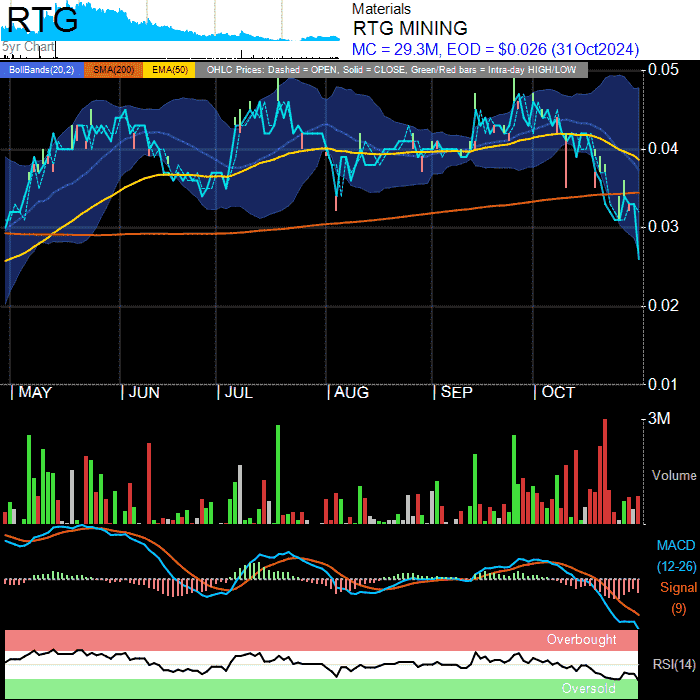 RTG
5yr Chart
Materials
RTG MINING
MC = 29.3M, EOD = $0.026 (31Oct2024)
BollBands(20,2) SMA(200) EMA(50) OHLC Prices: Dashed = OPEN, Solid = CLOSE, Green/Red bars = Intra-day HIGH/LOW
0.05
0.04
0.03
0.02
0.01
MAY JUN JUL AUG SEP OCT
3M
Volume
MACD
(12-26)
Signal
(9)
Overbought
RSI(14)
Oversold